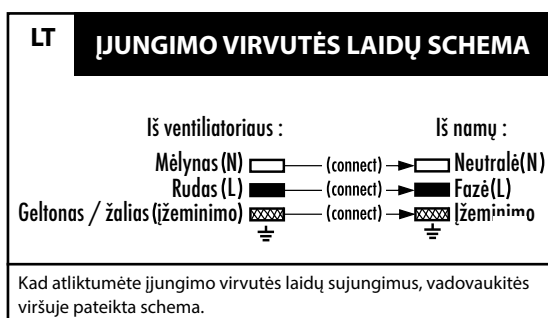 LT
ĮJUNGIMO VIRVUTĖS LAIDŲ SCHEMA
Iš ventiliatoriaus : Iš namų :
Mėlynas (N) (connect) Neutralė(N)
Rudas (L) (connect) Fazė(L)
Geltonas / žalias (įžeminimo) (connect) Įžeminimo
Kad atliktumėte įjungimo virvutės laidų sujungimus, vadovaukitės
viršuje pateikta schema.